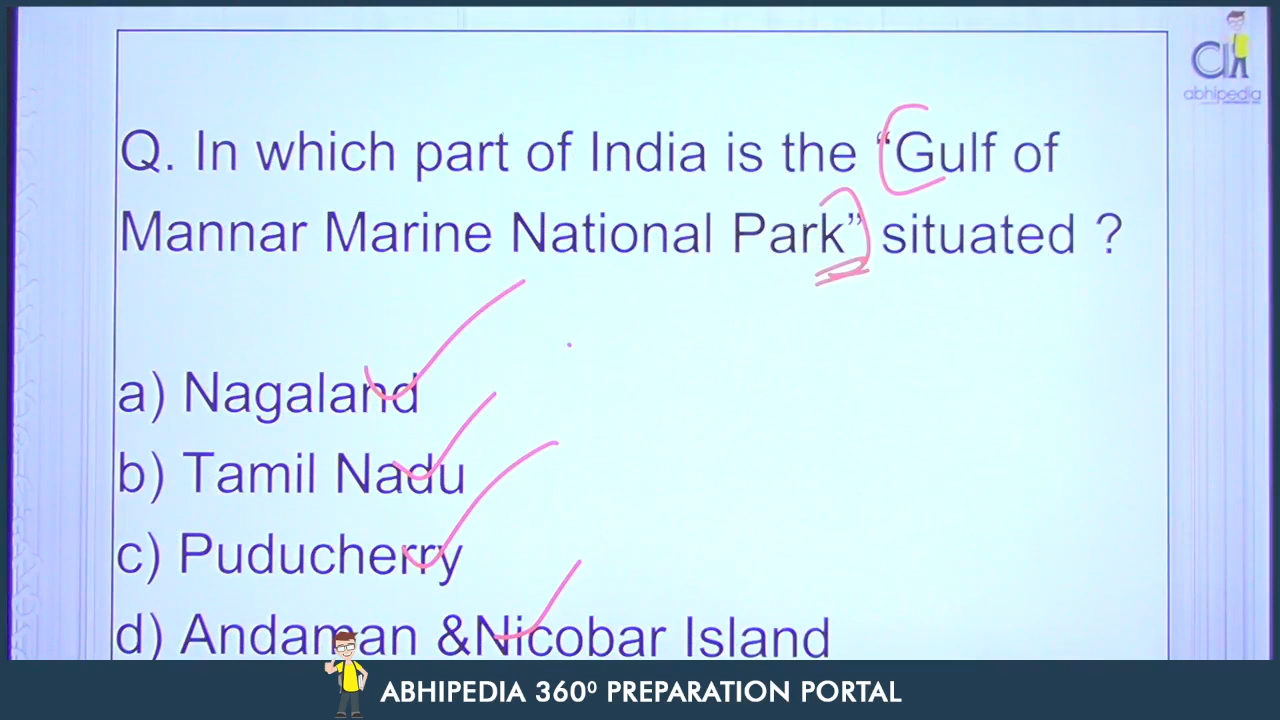 abhipedia
Q. In which part of India is the “Gulf of
Mannar Marine National Park” situated ?
a) Nagaland
b) Tamil Nadu
c) Puducherry
d) Andaman &Nicobar Island
ABHIPEDIA 360⁰ PREPARATION PORTAL